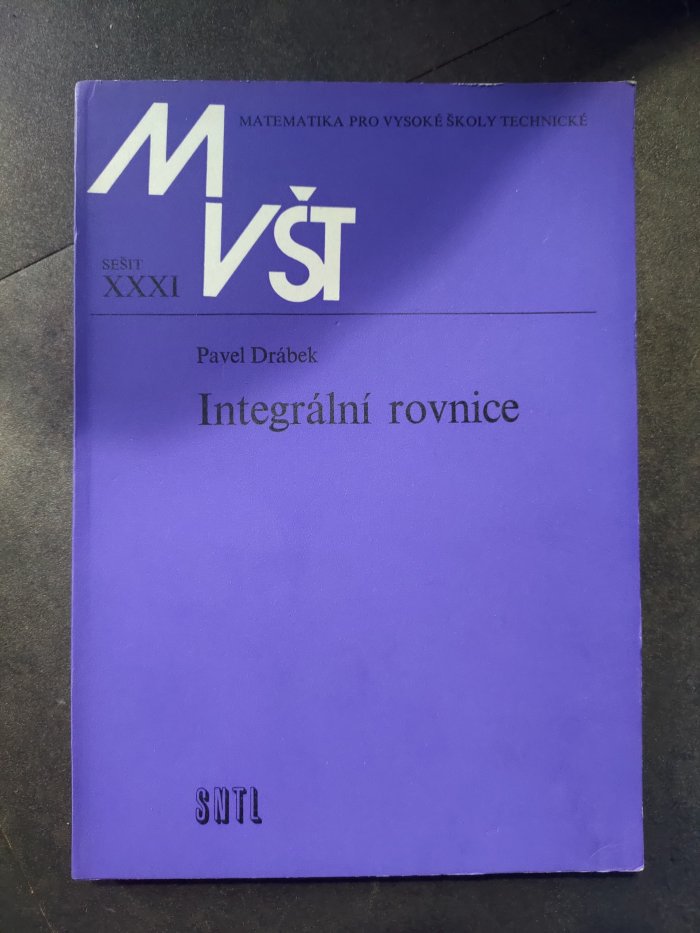 MATEMATIKA PRO VYSOKÉ ŠKOLY TECHNICKÉ
M
VŠT
SEŠIT
XXXI
Pavel Drábek
Integrální rovnice
SNTL